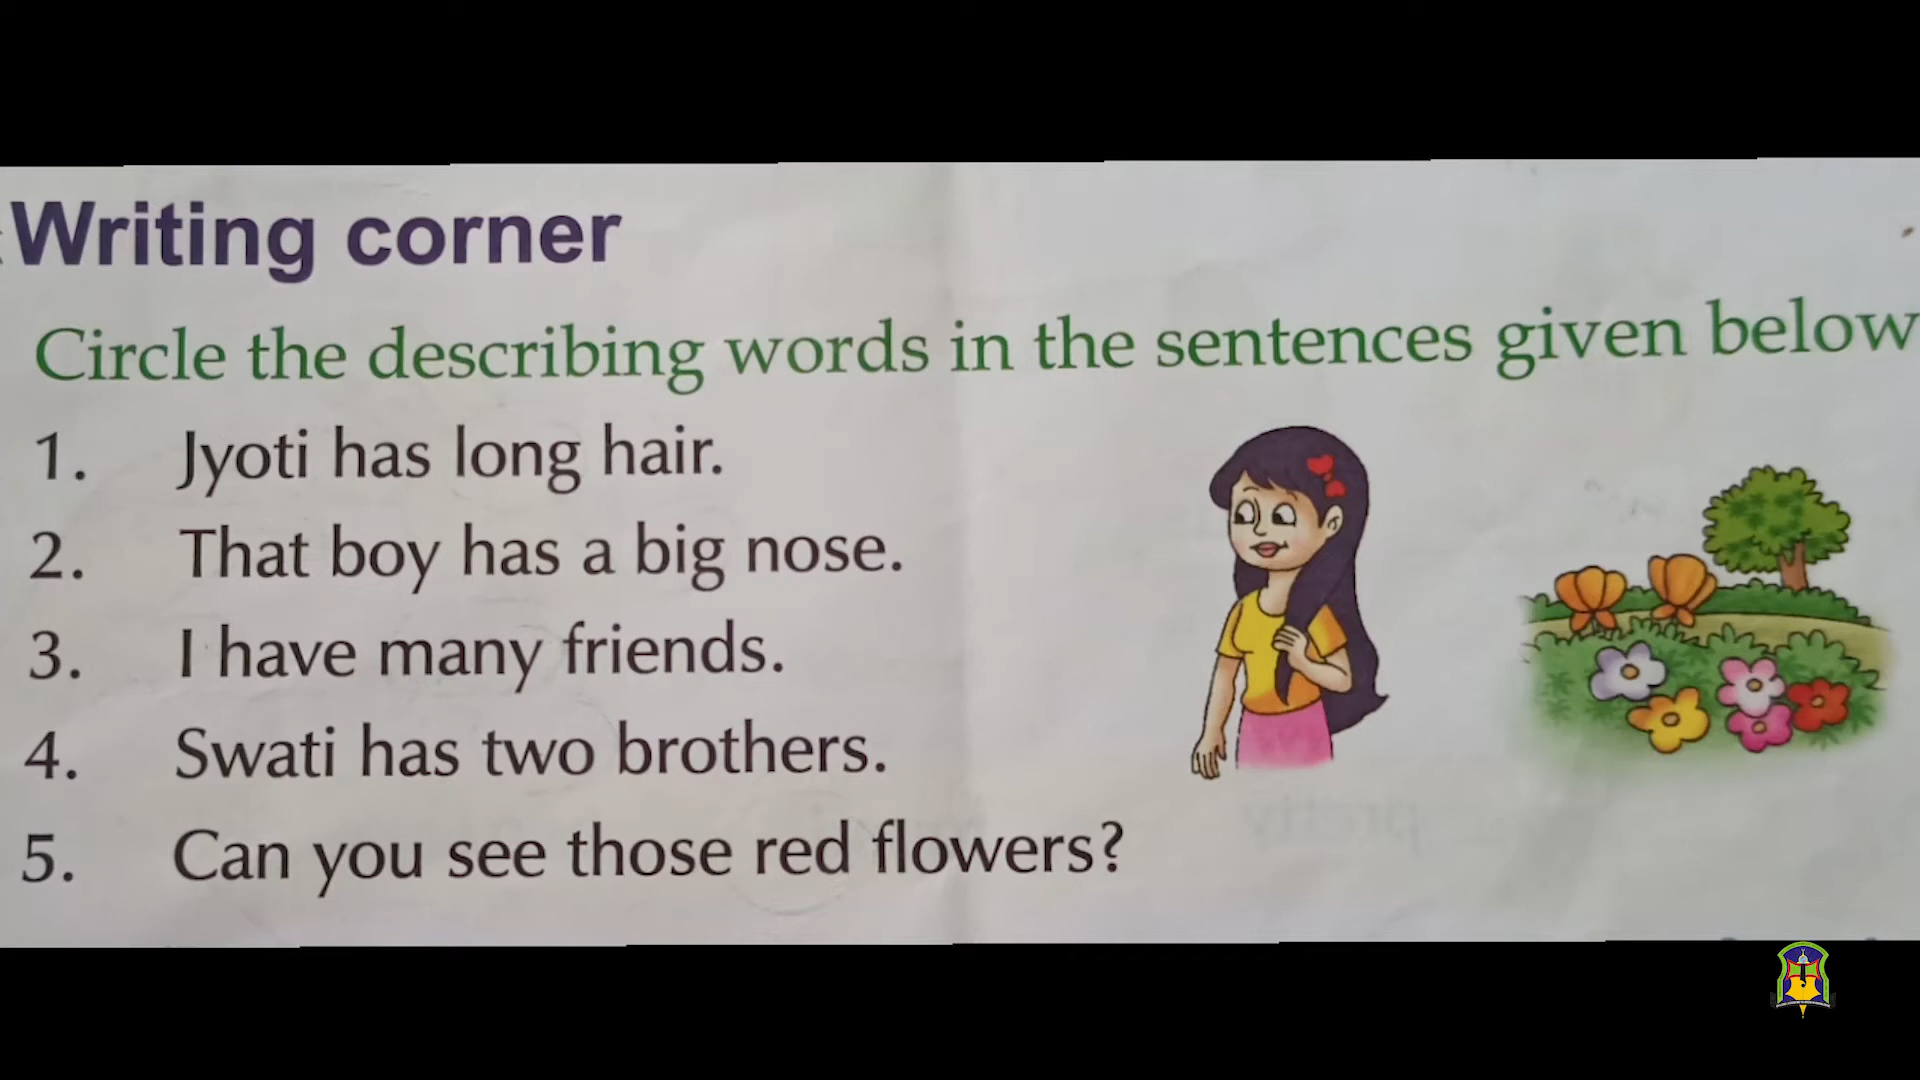 Writing corner
Circle the describing words in the sentences given below
1. Jyoti has long hair.
2. That boy has a big nose.
3. I have many friends.
4. Swati has two brothers.
5. Can you see those red flowers?